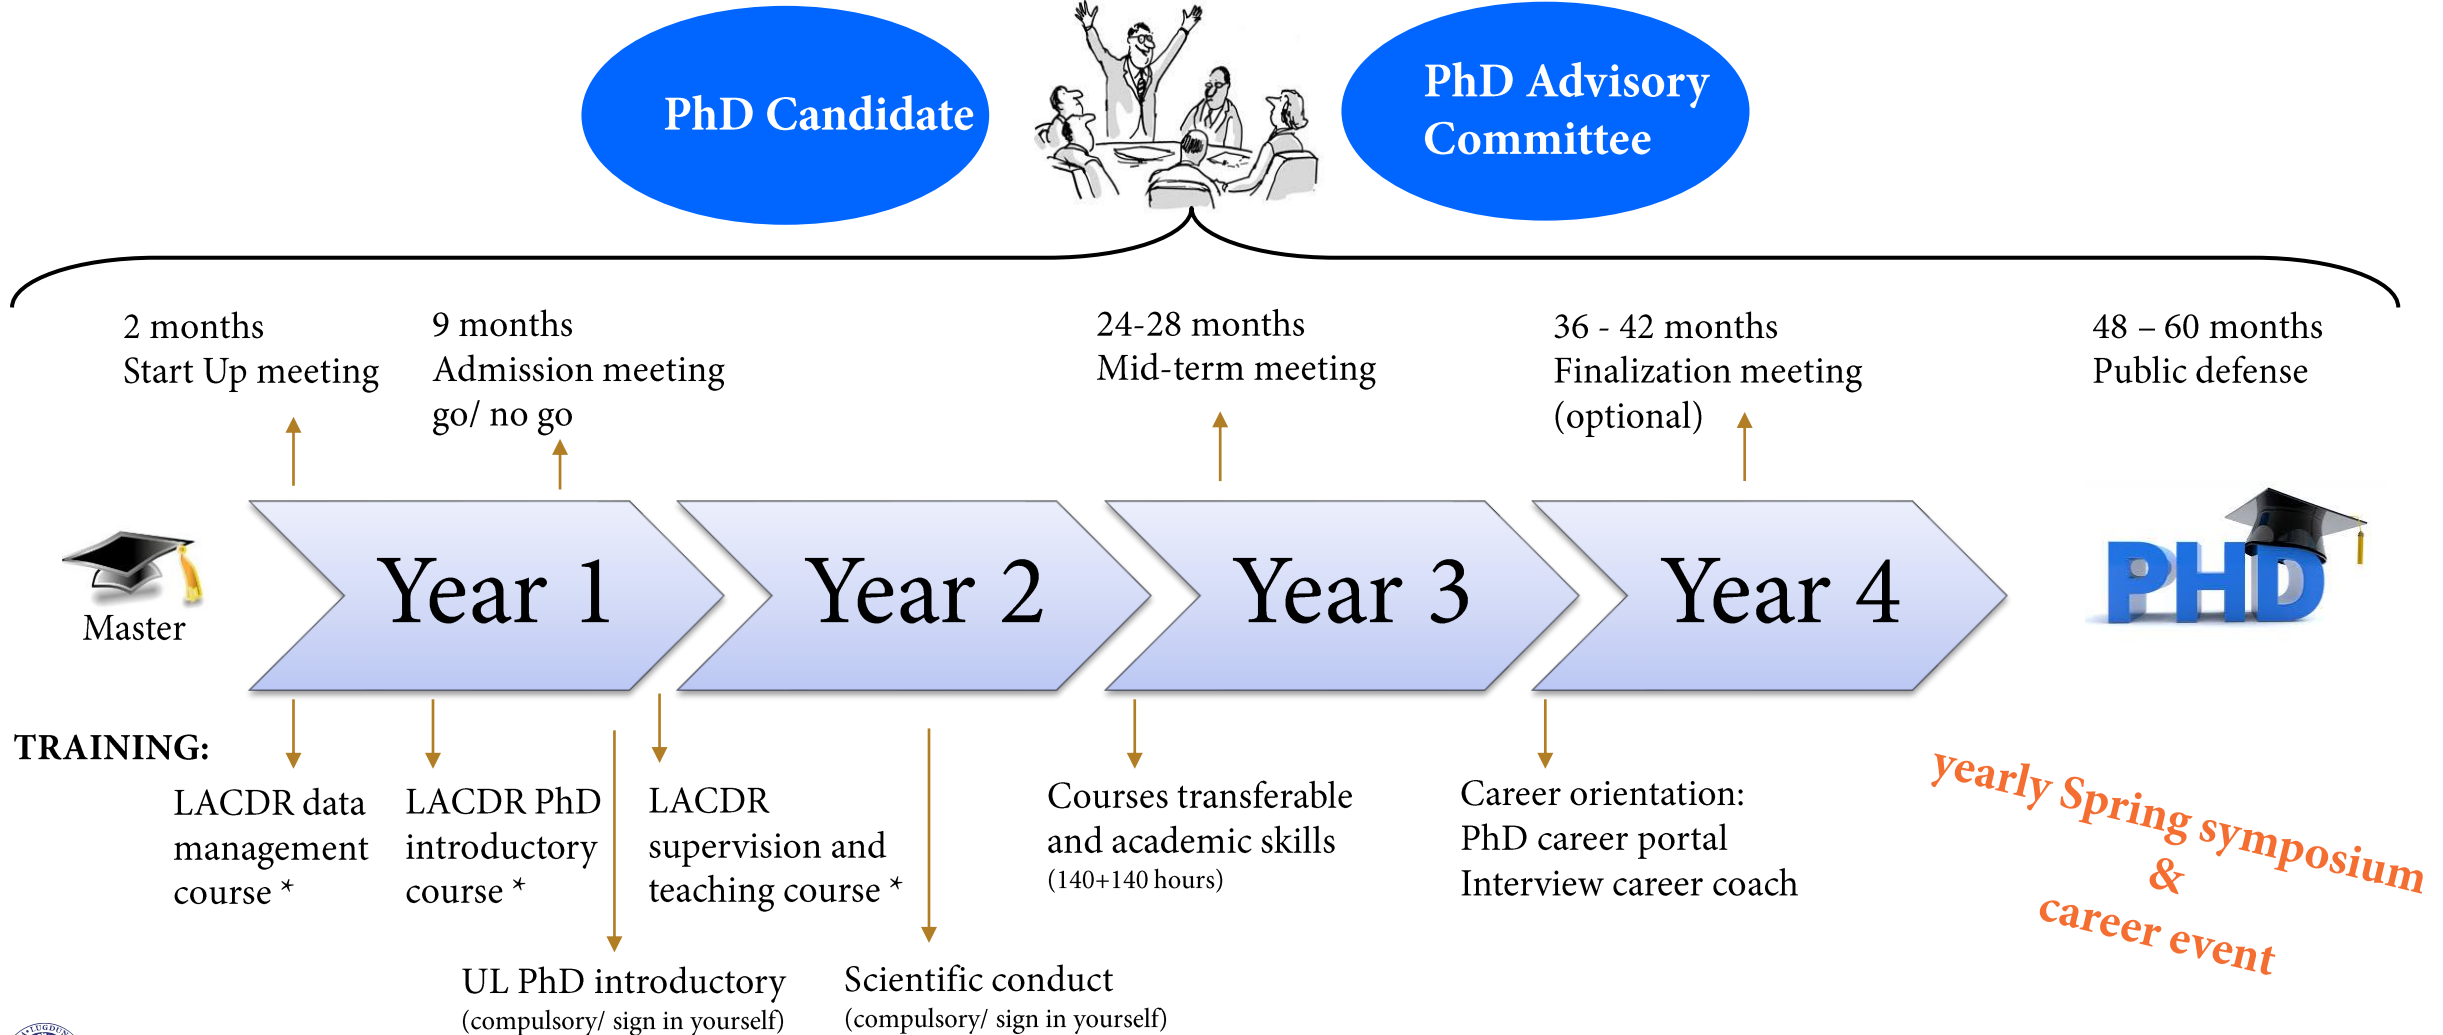 PhD Candidate
PhD Advisory
Committee
2 months
Start Up meeting
9 months
Admission meeting
go/ no go
24-28 months
Mid-term meeting
36 - 42 months
Finalization meeting
(optional)
48 – 60 months
Public defense
Master
Year 1
Year 2
Year 3
Year 4
PHD
TRAINING:
LACDR data
management
course *
LACDR PhD
introductory
course *
LACDR
supervision and
teaching course *
Courses transferable
and academic skills
(140+140 hours)
Career orientation:
PhD career portal
Interview career coach
yearly Spring symposium
&
career event
UL PhD introductory
(compulsory/ sign in yourself)
Scientific conduct
(compulsory/ sign in yourself)